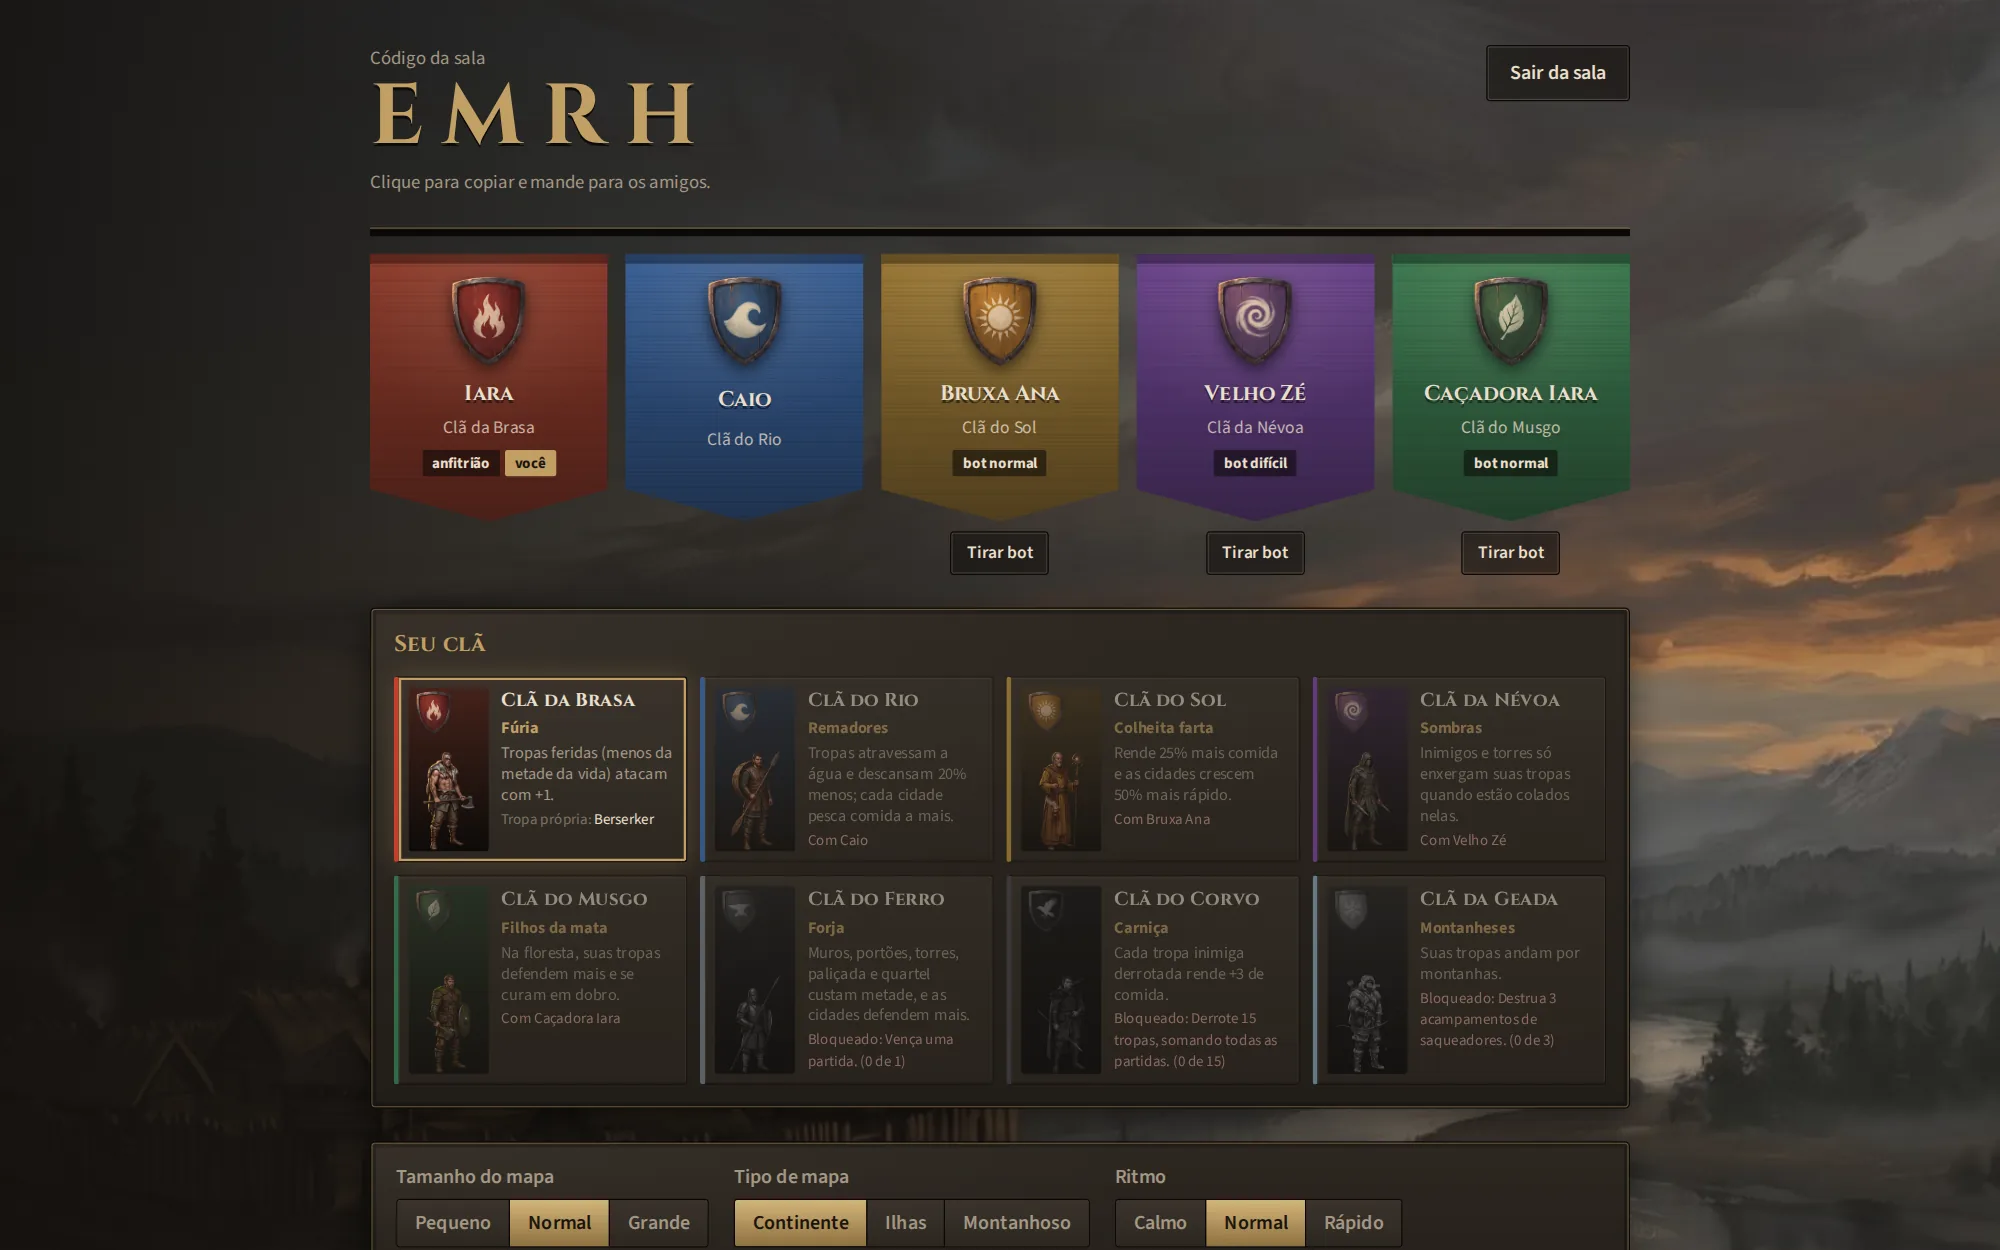 Código da sala
EMRH
Clique para copiar e mande para os amigos.
Sair da sala
Iara
Clã da Brasa
anfitrião você
Caio
Clã do Rio
Bruxa Ana
Clã do Sol
bot normal
Tirar bot
Velho Zé
Clã da Névoa
bot difícil
Tirar bot
Caçadora Iara
Clã do Musgo
bot normal
Tirar bot
Seu clã
Clã da Brasa
Fúria
Tropas feridas (menos da
metade da vida) atacam
com +1.
Tropa própria: Berserker
Clã do Rio
Remadores
Tropas atravessam a
água e descansam 20%
menos; cada cidade
pesca comida a mais.
Com Caio
Clã do Sol
Colheita farta
Rende 25% mais comida
e as cidades crescem
50% mais rápido.
Com Bruxa Ana
Clã da Névoa
Sombras
Inimigos e torres só
enxergam suas tropas
quando estão colados
nelas.
Com Velho Zé
Clã do Musgo
Filhos da mata
Na floresta, suas tropas
defendem mais e se
curam em dobro.
Com Caçadora Iara
Clã do Ferro
Forja
Muros, portões, torres,
paliçada e quartel
custam metade, e as
cidades defendem mais.
Bloqueado: Vença uma
partida. (0 de 1)
Clã do Corvo
Carniça
Cada tropa inimiga
derrotada rende +3 de
comida.
Bloqueado: Derrote 15
tropas, somando todas as
partidas. (0 de 15)
Clã da Geada
Montanheses
Suas tropas andam por
montanhas.
Bloqueado: Destrua 3
acampamentos de
saqueadores. (0 de 3)
Tamanho do mapa
Pequeno Normal Grande
Tipo de mapa
Continente Ilhas Montanhoso
Ritmo
Calmo Normal Rápido